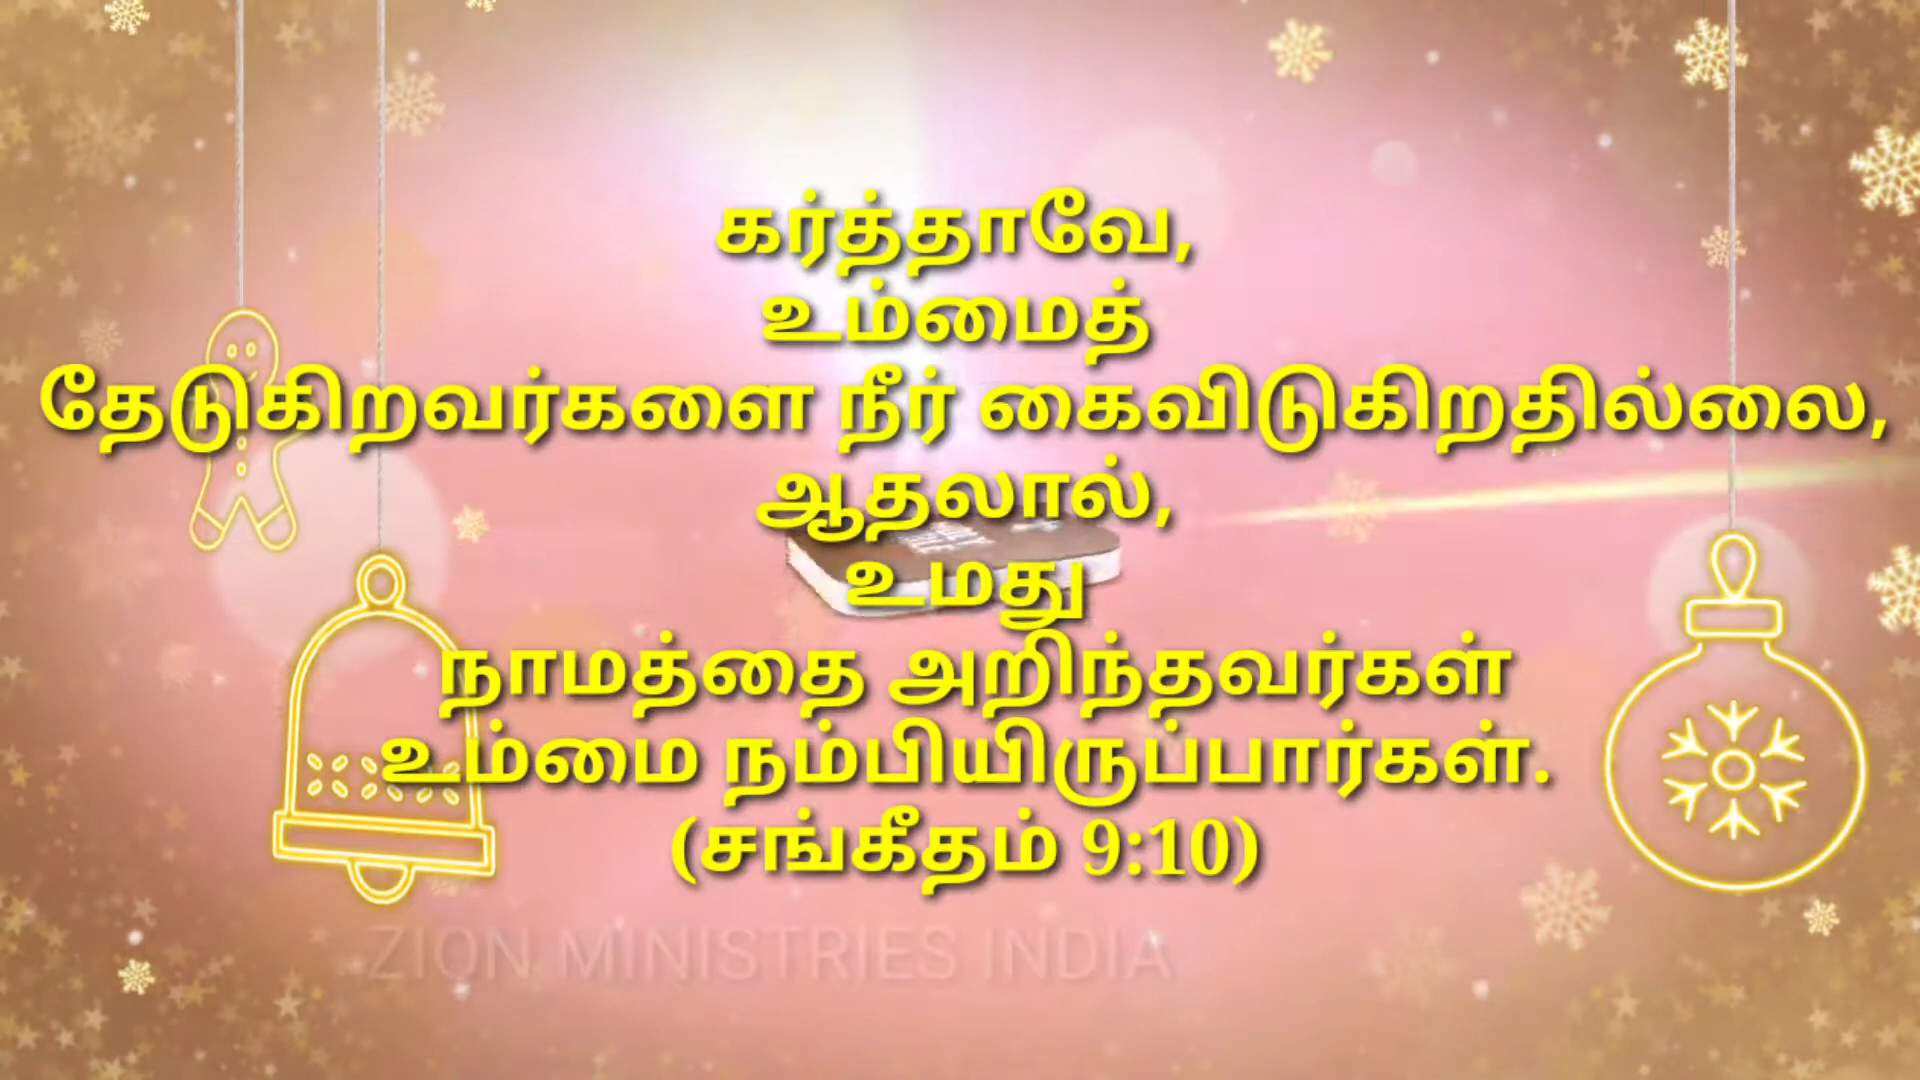 கர்த்தாவே,
உம்மைத்
தேடுகிறவர்களை நீர் கைவிடுகிறதில்லை,
ஆதலால்,
உமது
நாமத்தை அறிந்தவர்கள்
உம்மை நம்பியிருப்பார்கள்.
(சங்கீதம் 9:10)
ZION MINISTRIES INDIA